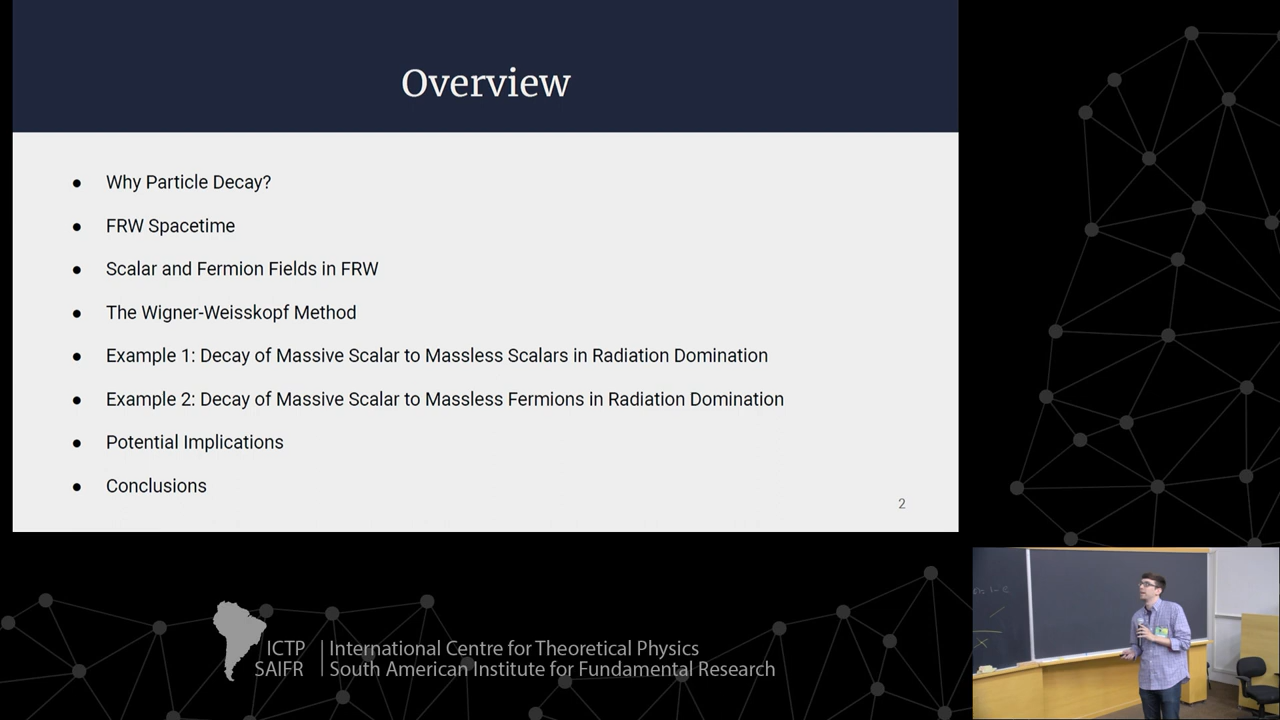 Overview
● Why Particle Decay?
● FRW Spacetime
● Scalar and Fermion Fields in FRW
● The Wigner-Weisskopf Method
● Example 1: Decay of Massive Scalar to Massless Scalars in Radiation Domination
● Example 2: Decay of Massive Scalar to Massless Fermions in Radiation Domination
● Potential Implications
● Conclusions
2
ICTP
SAIFR
International Centre for Theoretical Physics
South American Institute for Fundamental Research